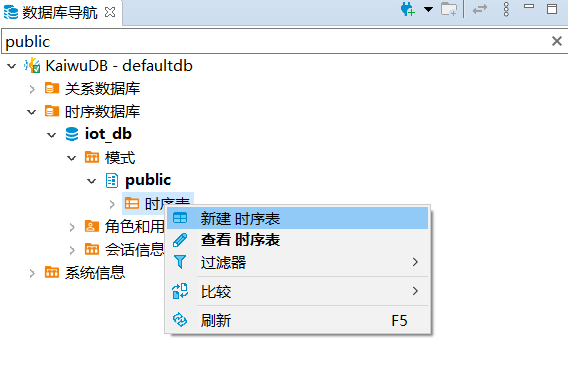 数据库导航
public
KaiwuDB - defaultdb
关系数据库
时序数据库
iot_db
模式
public
时序表
新建 时序表
角色和用
查看 时序表
会话信息
过滤器
系统信息
比较
刷新 F5